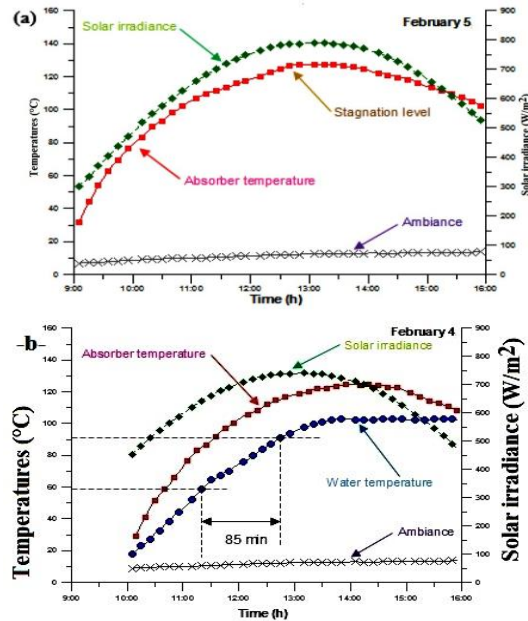 (a)
February 5
Solar irradiance
Stagnation level
Absorber temperature
Ambiance
Temperatures (°C)
160
140
120
100
80
60
40
20
0
Solar irradiance (W/m²)
900
800
700
600
500
400
300
200
100
0
9:00 10:00 11:00 12:00 13:00 14:00 15:00 16:00
Time (h)
-b-
February 4
Absorber temperature
Solar irradiance
Water temperature
85 min
Ambiance
Temperatures (°C)
160
140
120
100
80
60
40
20
0
Solar irradiance (W/m²)
900
800
700
600
500
400
300
200
100
0
9:00 10:00 11:00 12:00 13:00 14:00 15:00 16:00
Time (h)